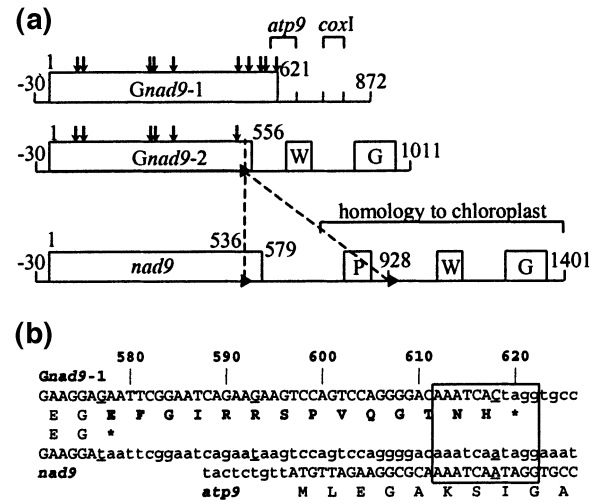 (a)
atp9 coxI
1 621
-30 Gnad9-1 872
1 556
-30 Gnad9-2 W G 1011
homology to chloroplast
1 536 579 928 1401
-30 nad9 P W G
(b)
580 590 600 610 620
Gnad9-1
GAAGGAGAATTCGGAATCAGAAGAAGTCCAGTCCAGGGGACAAATCACtaggtgcc
E G E F G I R R S P V Q G T N H *
E G *
GAAGGAtaattcggaatcagaataagtccagtccaggggacaaatcaataggaaat
nad9 tactctgttATGTTAGAAGGCGCAAAATCAATAGGTGCC
atp9 M L E G A K S I G A